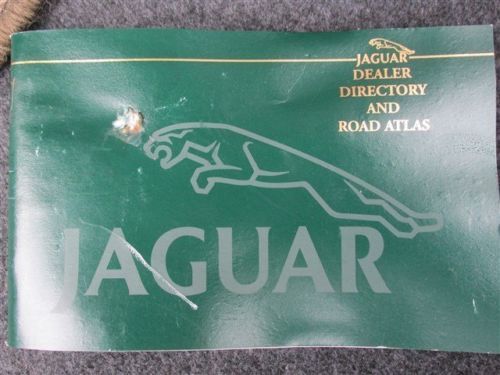 JAGUAR
DEALER
DIRECTORY
AND
ROAD ATLAS
JAGUAR